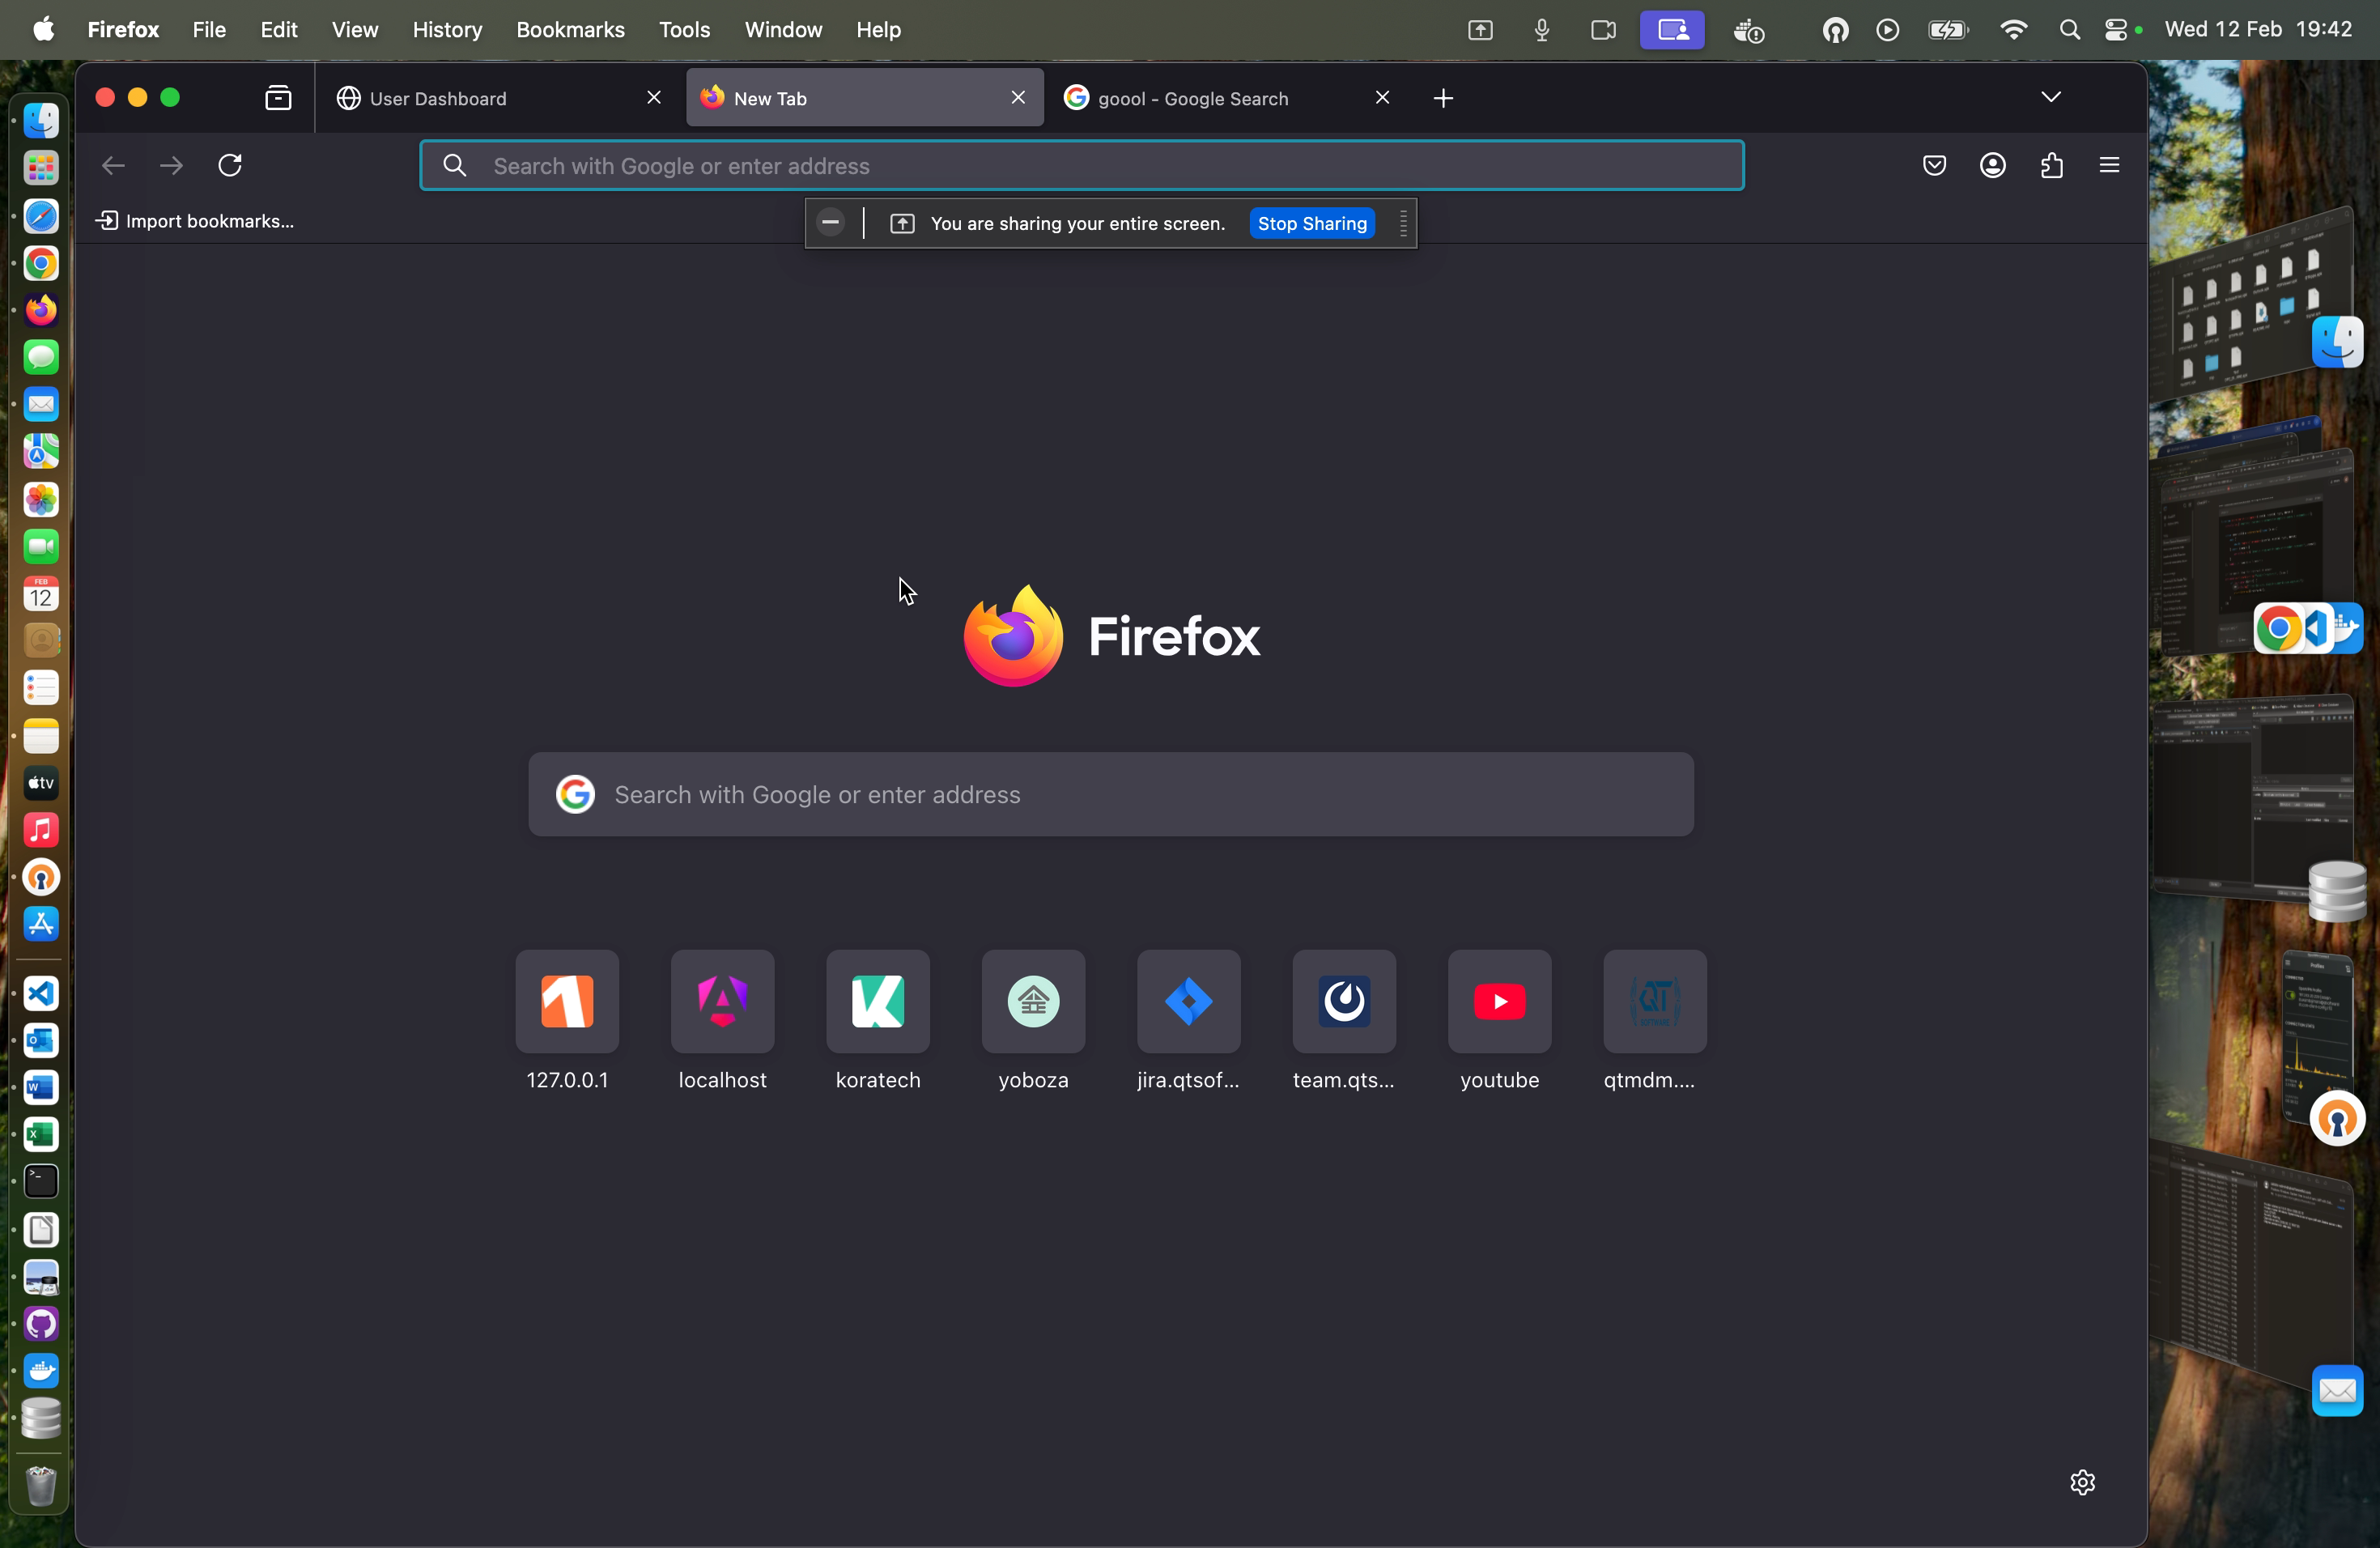 Firefox File Edit View History Bookmarks Tools Window Help Wed 12 Feb 19:42
User Dashboard New Tab goool - Google Search
Search with Google or enter address
Import bookmarks...
You are sharing your entire screen. Stop Sharing
Firefox
Search with Google or enter address
127.0.0.1 localhost koratech yoboza jira.qtsof... team.qts... youtube qtmdm....
FEB
12
tv
QT